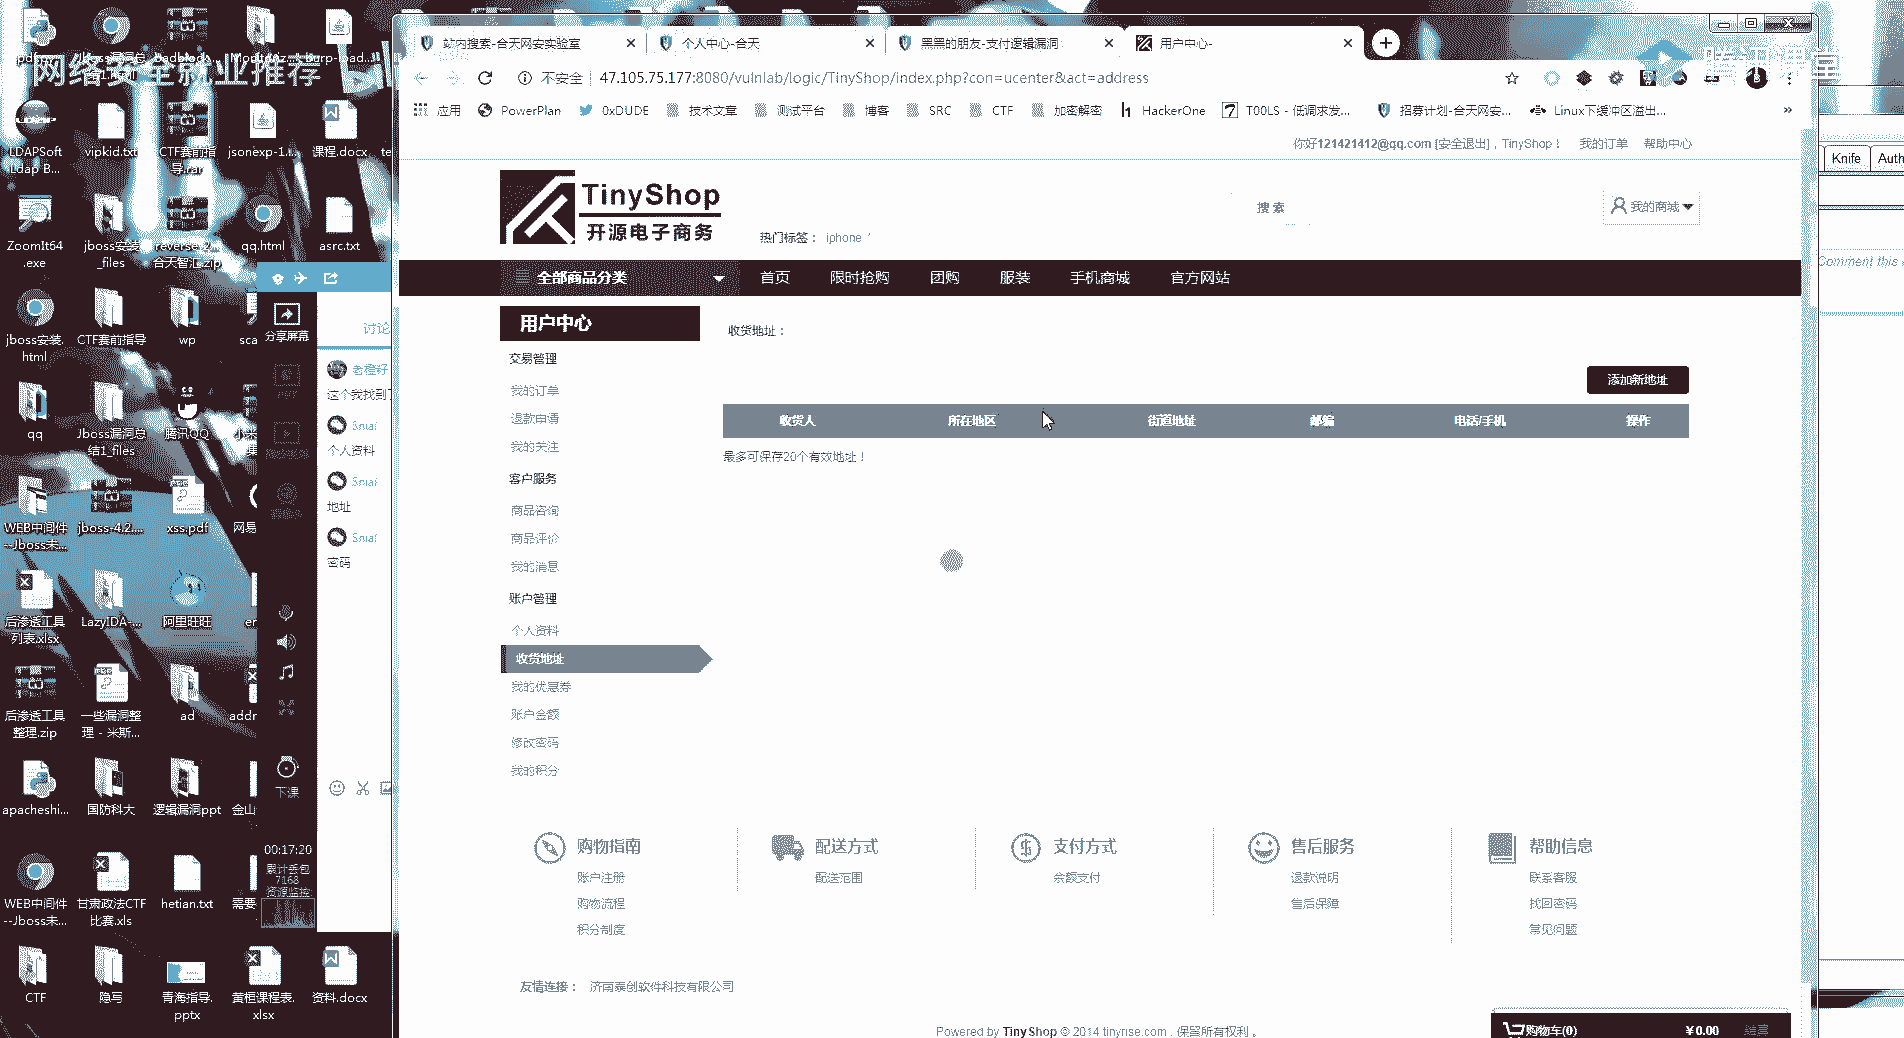 网络安全就业推荐
腾讯课堂
LDAPSoft
Ldap B...
vipkid.txt
CTF赛前指
导.rar
jsonexp-1.
课程.docx
ZoomIt64
.exe
jboss安装
_files
合天智汇.zip
qq.html
asrc.txt
jboss安装.
html
CTF赛前指导
wp
qq
Jboss漏洞总
结1_files
腾讯QQ
WEB中间件
--Jboss未...
jboss-4.2....
xss.pdf
网易
后渗透工具
列表.xlsx
LazyIDA-...
阿里旺旺
后渗透工具
整理.zip
一些漏洞整
理 - 米斯...
ad
addr
apacheshi...
国防科大
逻辑漏洞ppt
金山
WEB中间件
--Jboss未...
甘肃政法CTF
比赛.xls
hetian.txt
需要
CTF
隐写
青海指导.
pptx
课程表.
xlsx
资料.docx
分享屏幕
下课
00:17:20
累计丢包
7168
资源监控
讨论
老橙籽
这个我找到了
个人资料
地址
密码
站内搜索-合天网安实验室
个人中心-合天
黑黑的朋友-支付逻辑漏洞
用户中心-
不安全
47.105.75.177:8080/vulnlab/logic/TinyShop/index.php?con=ucenter&act=address
应用
PowerPlan
0xDUDE
技术文章
测试平台
博客
SRC
CTF
加密解密
HackerOne
T00LS - 低调求发...
招募计划-合天网安...
Linux下缓冲区溢出...
»
你好121421412@qq.com [安全退出]，TinyShop！
我的订单
帮助中心
TinyShop
开源电子商务
搜 索
我的商城
热门标签：
iphone
全部商品分类
首页
限时抢购
团购
服装
手机商城
官方网站
用户中心
交易管理
我的订单
退款申请
我的关注
客户服务
商品咨询
商品评价
我的消息
账户管理
个人资料
收货地址
我的优惠券
账户金额
修改密码
我的积分
收货地址：
添加新地址
收货人
所在地区
街道地址
邮编
电话/手机
操作
最多可保存20个有效地址！
购物指南
账户注册
购物流程
积分制度
配送方式
配送范围
支付方式
余额支付
售后服务
退款说明
售后保障
帮助信息
联系客服
找回密码
常见问题
友情连接：
Powered by TinyShop © 2014 tinyrise.com . 保留所有权利 。
购物车(0)
￥0.00
结算
Knife
Auth
Comment this